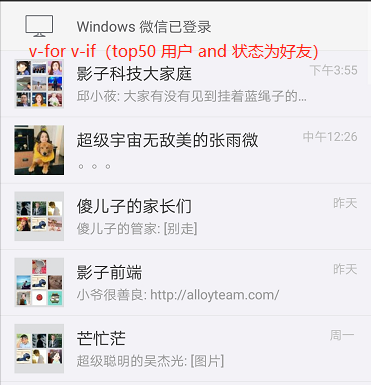 Windows 微信已登录
v-for v-if（top50 用户 and 状态为好友）
影子科技大家庭 下午3:55
邱小莜: 大家有没有见到挂着蓝绳子的...
超级宇宙无敌美的张雨微 中午12:26
。。。
傻儿子的家长们 昨天
傻儿子的管家: [别走]
影子前端 昨天
小爷很善良: http://alloyteam.com/
芒忙茫 周一
超级聪明的吴杰光: [图片]